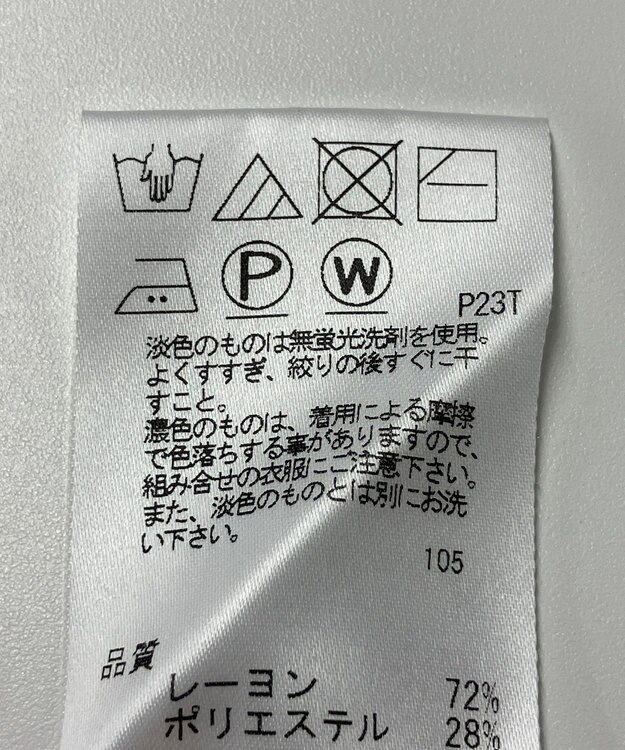 P W
P23T
淡色のものは無蛍光洗剤を使用。
よくすすぎ、絞りの後すぐに干
すこと。
濃色のものは、着用による摩擦
で色落ちする事がありますので、
組み合せの衣服にご注意下さい。
また、淡色のものとは別にお洗
い下さい。
105
品質
レーヨン 72%
ポリエステル 28%